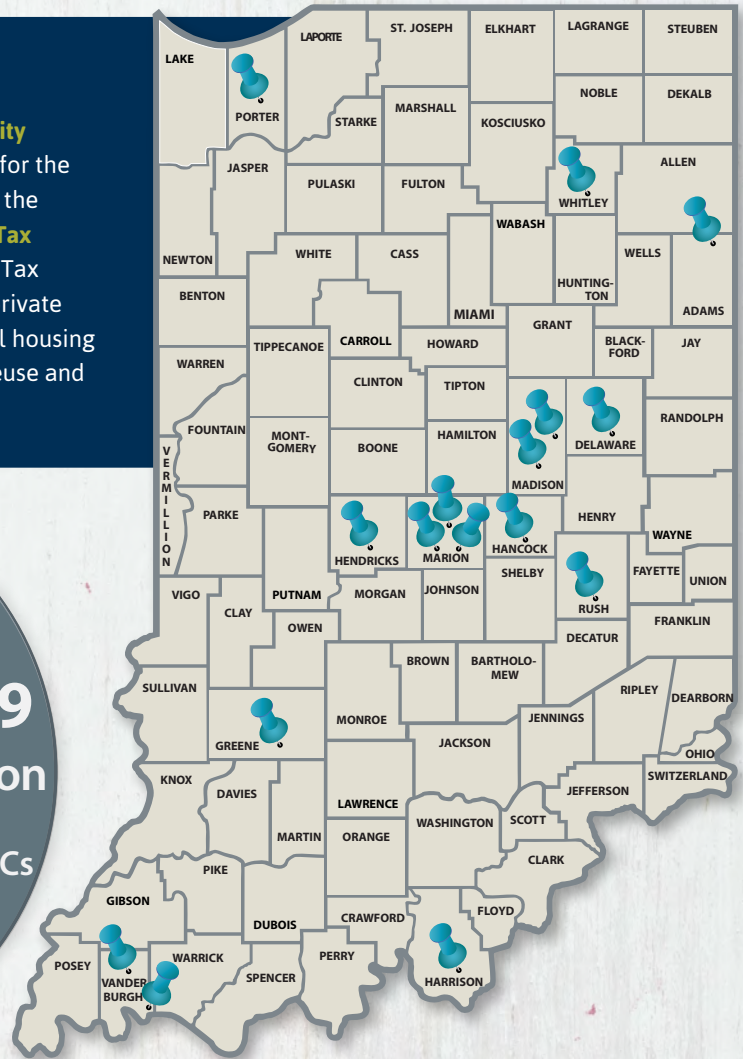 ity
for the
the
Tax
Tax
rivate
l housing
euse and
9
on
Cs
LAKE
PORTER
LAPORTE
ST. JOSEPH
ELKHART
LAGRANGE
STEUBEN
STARKE
MARSHALL
KOSCIUSKO
NOBLE
DEKALB
JASPER
PULASKI
FULTON
WHITLEY
ALLEN
NEWTON
WHITE
CASS
WABASH
HUNTING-
TON
WELLS
ADAMS
BENTON
CARROLL
MIAMI
GRANT
BLACK-
FORD
JAY
WARREN
TIPPECANOE
HOWARD
CLINTON
TIPTON
FOUNTAIN
MONT-
GOMERY
BOONE
HAMILTON
MADISON
DELAWARE
RANDOLPH
VERMILLION
PARKE
HENDRICKS
MARION
HANCOCK
HENRY
WAYNE
VIGO
CLAY
PUTNAM
MORGAN
JOHNSON
SHELBY
RUSH
FAYETTE
UNION
OWEN
FRANKLIN
DECATUR
SULLIVAN
GREENE
MONROE
BROWN
BARTHOLO-
MEW
JENNINGS
RIPLEY
DEARBORN
OHIO
SWITZERLAND
JACKSON
JEFFERSON
KNOX
DAVIES
MARTIN
LAWRENCE
ORANGE
WASHINGTON
SCOTT
CLARK
GIBSON
PIKE
DUBOIS
CRAWFORD
FLOYD
HARRISON
POSEY
VANDER
BURGH
WARRICK
SPENCER
PERRY